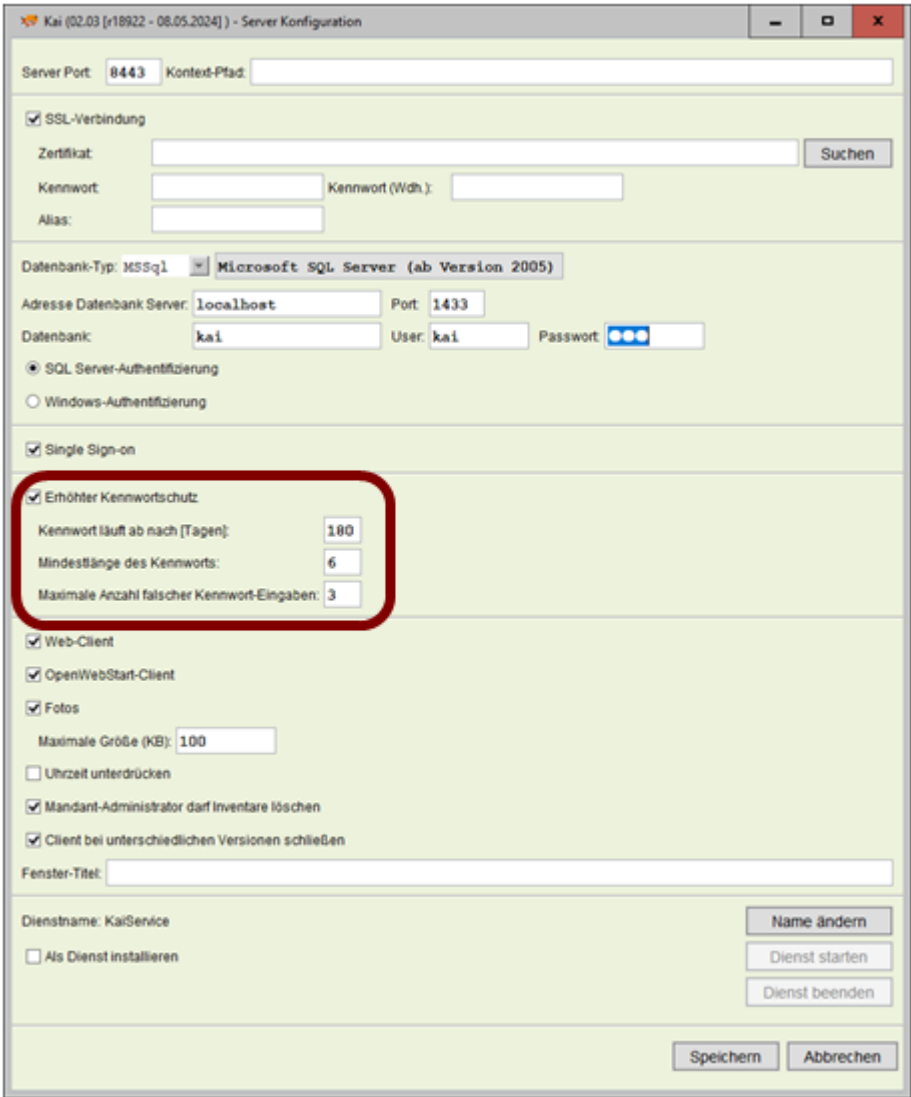 Kai (02.03 [r18922 - 08.05.2024] ) - Server Konfiguration
Server Port: 8443 Kontext-Pfad:
SSL-Verbindung
Zertifikat: Suchen
Kennwort: Kennwort (Wdh.):
Alias:
Datenbank-Typ: MSSql Microsoft SQL Server (ab Version 2005)
Adresse Datenbank Server: localhost Port: 1433
Datenbank: kai User: kai Passwort:
SQL Server-Authentifizierung
Windows-Authentifizierung
Single Sign-on
Erhöhter Kennwortschutz
Kennwort läuft ab nach [Tagen]: 180
Mindestlänge des Kennworts: 6
Maximale Anzahl falscher Kennwort-Eingaben: 3
Web-Client
OpenWebStart-Client
Fotos
Maximale Größe (KB): 100
Uhrzeit unterdrücken
Mandant-Administrator darf Inventare löschen
Client bei unterschiedlichen Versionen schließen
Fenster-Titel:
Dienstname: KaiService Name ändern
Als Dienst installieren Dienst starten
Dienst beenden
Speichern Abbrechen